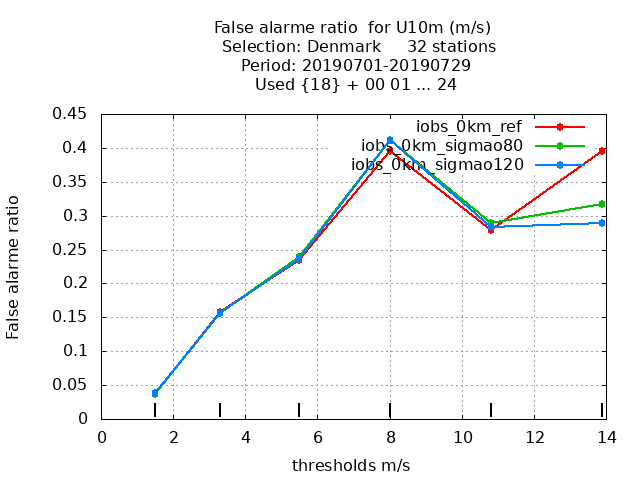 False alarme ratio  for U10m (m/s)
Selection: Denmark     32 stations
Period: 20190701-20190729
Used {18} + 00 01 ... 24
iobs_0km_ref
iobs_0km_sigmao80
iobs_0km_sigmao120
False alarme ratio
0.45
0.4
0.35
0.3
0.25
0.2
0.15
0.1
0.05
0
0 2 4 6 8 10 12 14
thresholds m/s